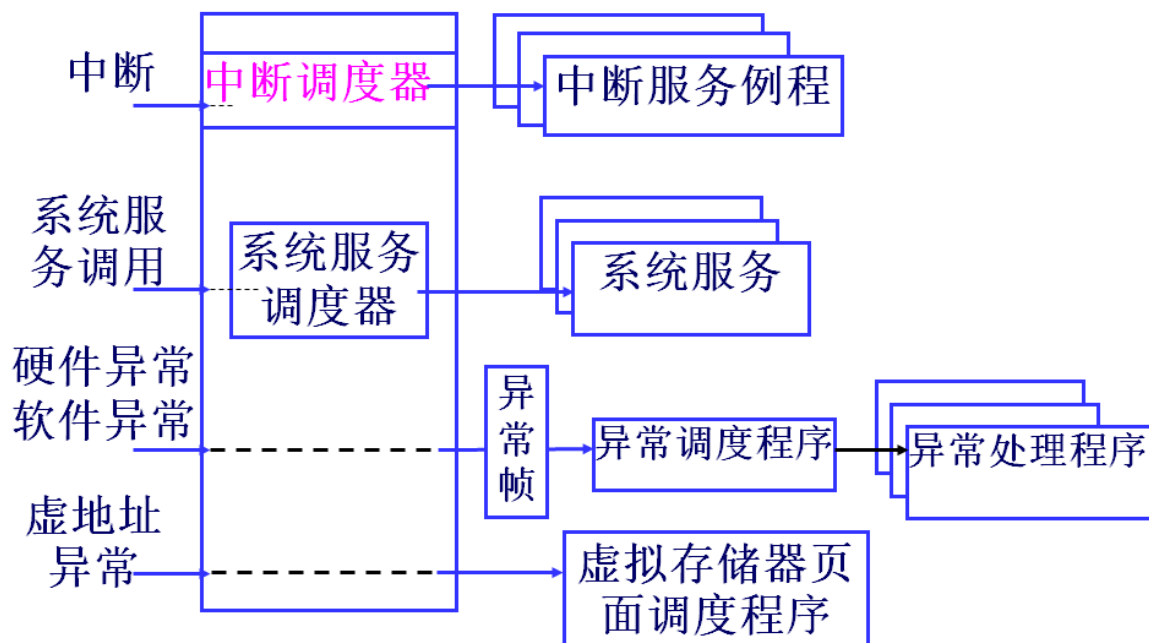 中断
中断调度器
中断服务例程
系统服
务调用
系统服务
调度器
系统服务
硬件异常
软件异常
异
常
帧
异常调度程序
异常处理程序
虚地址
异常
虚拟存储器页
面调度程序